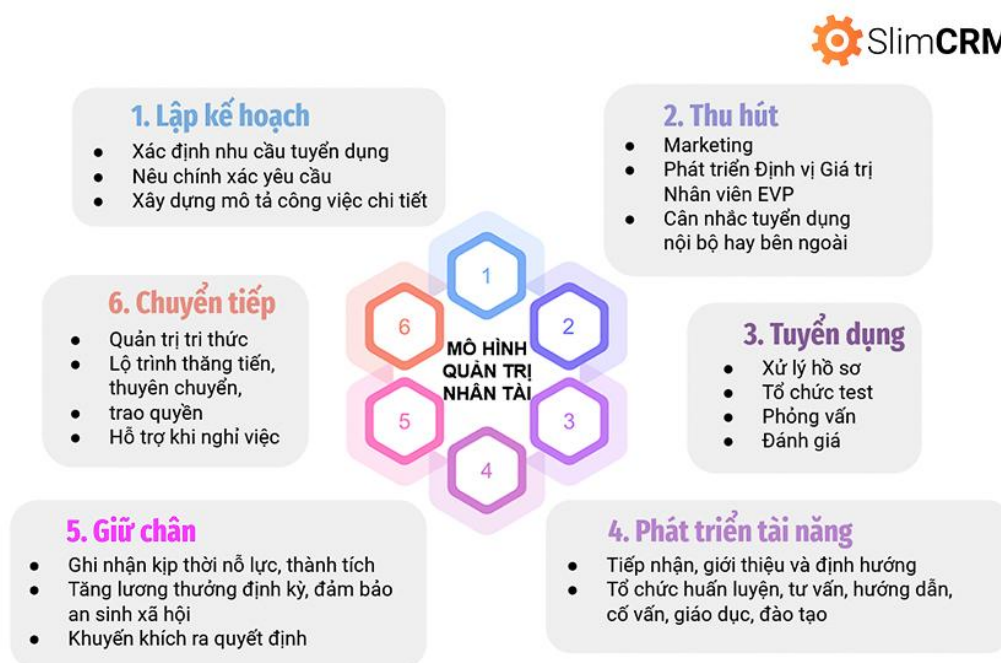 SlimCRM
1. Lập kế hoạch
● Xác định nhu cầu tuyển dụng
● Nêu chính xác yêu cầu
● Xây dựng mô tả công việc chi tiết
2. Thu hút
● Marketing
● Phát triển Định vị Giá trị
Nhân viên EVP
● Cân nhắc tuyển dụng
nội bộ hay bên ngoài
3. Tuyển dụng
● Xử lý hồ sơ
● Tổ chức test
● Phỏng vấn
● Đánh giá
4. Phát triển tài năng
● Tiếp nhận, giới thiệu và định hướng
● Tổ chức huấn luyện, tư vấn, hướng dẫn,
cố vấn, giáo dục, đào tạo
5. Giữ chân
● Ghi nhận kịp thời nỗ lực, thành tích
● Tăng lương thưởng định kỳ, đảm bảo
an sinh xã hội
● Khuyến khích ra quyết định
6. Chuyển tiếp
● Quản trị tri thức
● Lộ trình thăng tiến,
thuyên chuyển,
● trao quyền
● Hỗ trợ khi nghỉ việc
MÔ HÌNH
QUẢN TRỊ
NHÂN TÀI
1
2
3
4
5
6